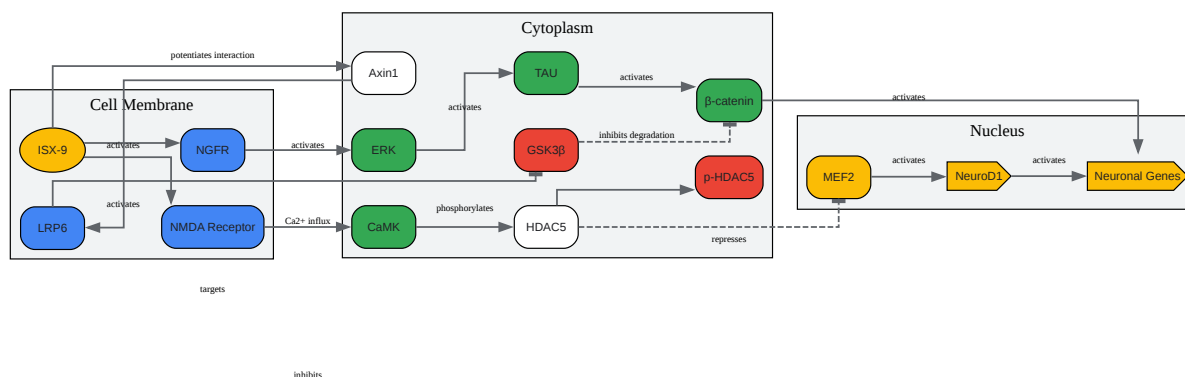 Cytoplasm
potentiates interaction
Axin1
TAU
activates
β-catenin
activates
Cell Membrane
activates
Nucleus
ISX-9
activates
NGFR
activates
ERK
GSK3β
inhibits degradation
p-HDAC5
MEF2
activates
NeuroD1
activates
Neuronal Genes
activates
LRP6
NMDA Receptor
Ca2+ influx
CaMK
phosphorylates
HDAC5
represses
targets
inhibits